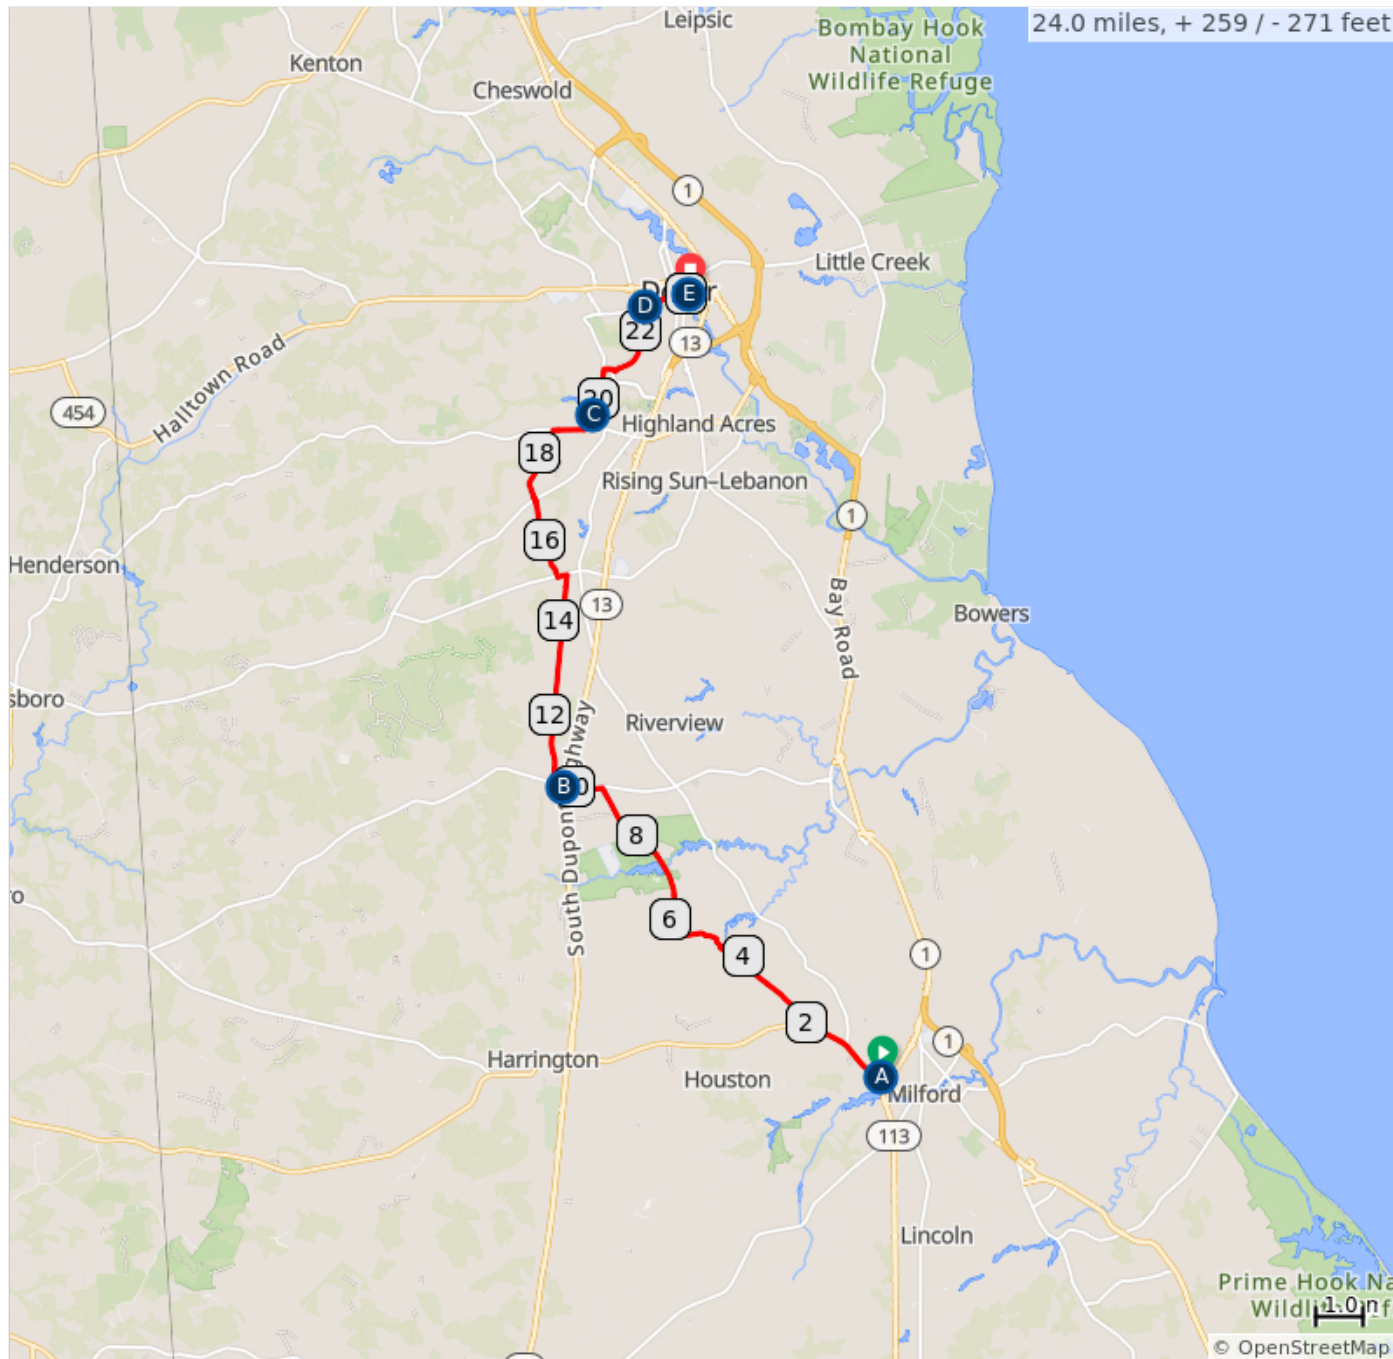 Leipsic
24.0 miles, + 259 / - 271 feet
Bombay Hook
National
Wildlife Refuge
Kenton
Cheswold
1
Little Creek
E
D
22
13
Halltown Road
454
20
C
Highland Acres
18
Rising Sun–Lebanon
1
16
Henderson
13
Bay Road
Bowers
14
sboro
12
Riverview
B
8
South Dupon
ghway
6
4
1
2
1
Harrington
Houston
A
Milford
113
Lincoln
Prime Hook Na
1.0 m
© OpenStreetMap